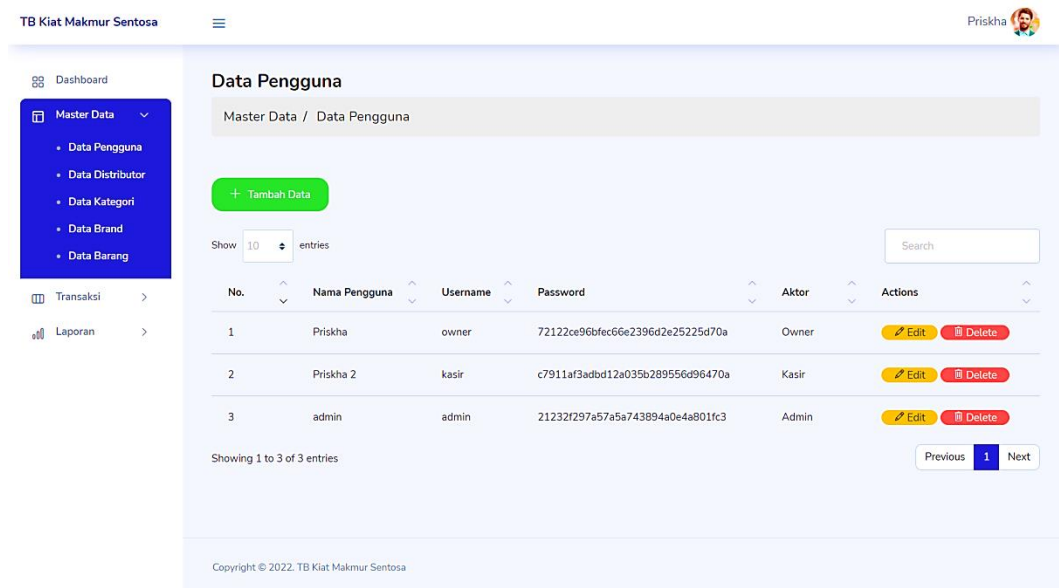 TB Kiat Makmur Sentosa
Priskha
Dashboard
Master Data
Data Pengguna
Data Distributor
Data Kategori
Data Brand
Data Barang
Transaksi
Laporan
Data Pengguna
Master Data / Data Pengguna
+ Tambah Data
Show 10 entries
Search
No. Nama Pengguna Username Password Aktor Actions
1 Priskha owner 72122ce96bfec66e2396d2e25225d70a Owner Edit Delete
2 Priskha 2 kasir c7911af3adbd12a035b289556d96470a Kasir Edit Delete
3 admin admin 21232f297a57a5a743894a0e4a801fc3 Admin Edit Delete
Showing 1 to 3 of 3 entries
Previous 1 Next
Copyright © 2022. TB Kiat Makmur Sentosa